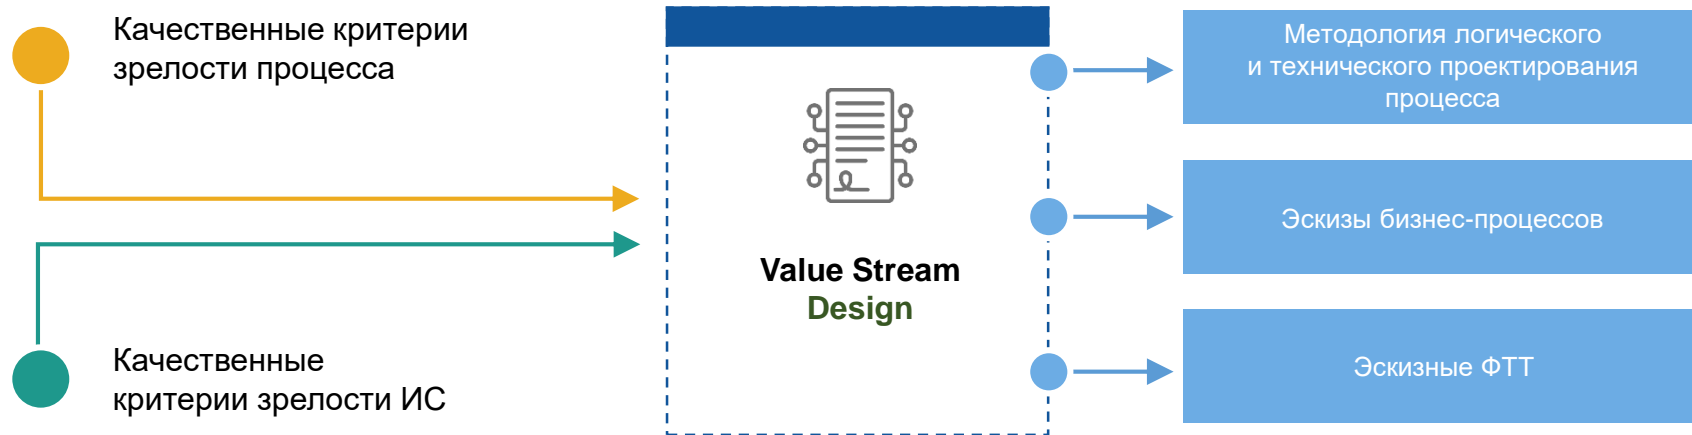 Качественные критерии
зрелости процесса
Качественные
критерии зрелости ИС
Value Stream
Design
Методология логического
и технического проектирования
процесса
Эскизы бизнес-процессов
Эскизные ФТТ